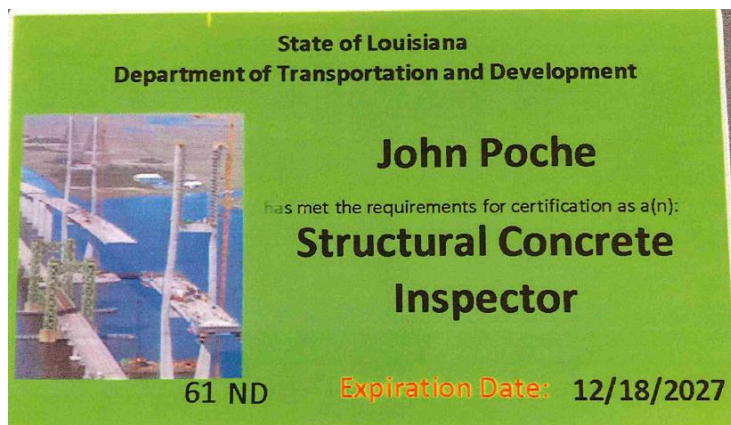 State of Louisiana
Department of Transportation and Development
John Poche
has met the requirements for certification as a(n):
Structural Concrete
Inspector
61 ND
Expiration Date: 12/18/2027